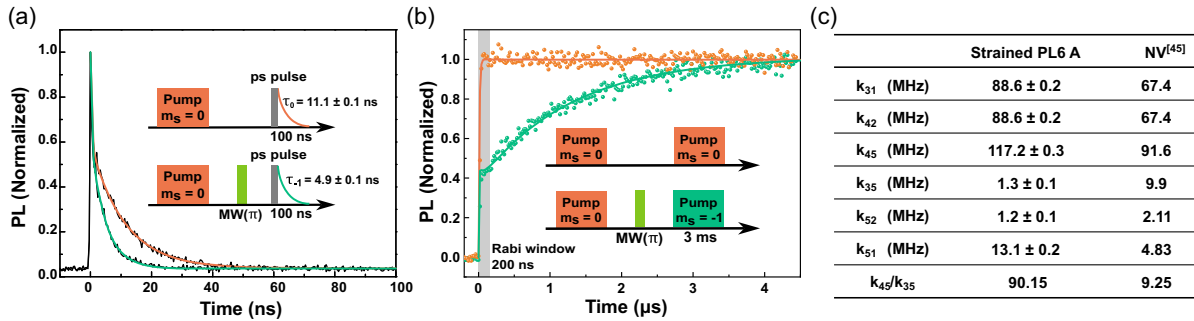 (a)
PL (Normalized)
1.0
0.8
0.6
0.4
0.2
0.0
0
20
40
60
80
100
Time (ns)
ps pulse
Pump
mₛ = 0
τ₀ = 11.1 ± 0.1 ns
100 ns
ps pulse
Pump
mₛ = 0
τ₋₁ = 4.9 ± 0.1 ns
MW(π)
100 ns
(b)
PL (Normalized)
1.0
0.8
0.6
0.4
0.2
0.0
0
1
2
3
4
Time (μs)
Pump
mₛ = 0
Pump
mₛ = 0
Pump
mₛ = 0
Pump
mₛ = -1
MW(π)
3 ms
Rabi window
200 ns
(c)
Strained PL6 A NV[45]
k₃₁ (MHz) 88.6 ± 0.2 67.4
k₄₂ (MHz) 88.6 ± 0.2 67.4
k₄₅ (MHz) 117.2 ± 0.3 91.6
k₃₅ (MHz) 1.3 ± 0.1 9.9
k₅₂ (MHz) 1.2 ± 0.1 2.11
k₅₁ (MHz) 13.1 ± 0.2 4.83
k₄₅/k₃₅ 90.15 9.25